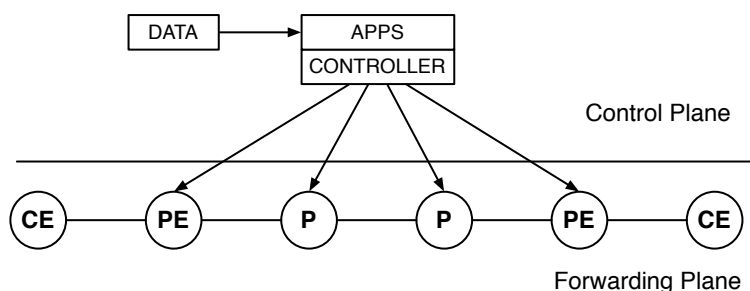 DATA
APPS
CONTROLLER
Control Plane
CE PE P P PE CE
Forwarding Plane